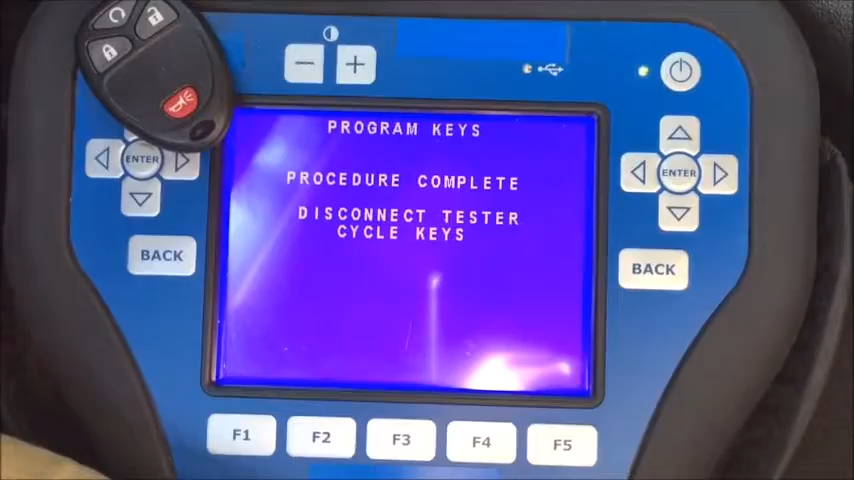 PROGRAM KEYS
PROCEDURE COMPLETE
DISCONNECT TESTER
CYCLE KEYS
ENTER
ENTER
BACK
BACK
F1
F2
F3
F4
F5